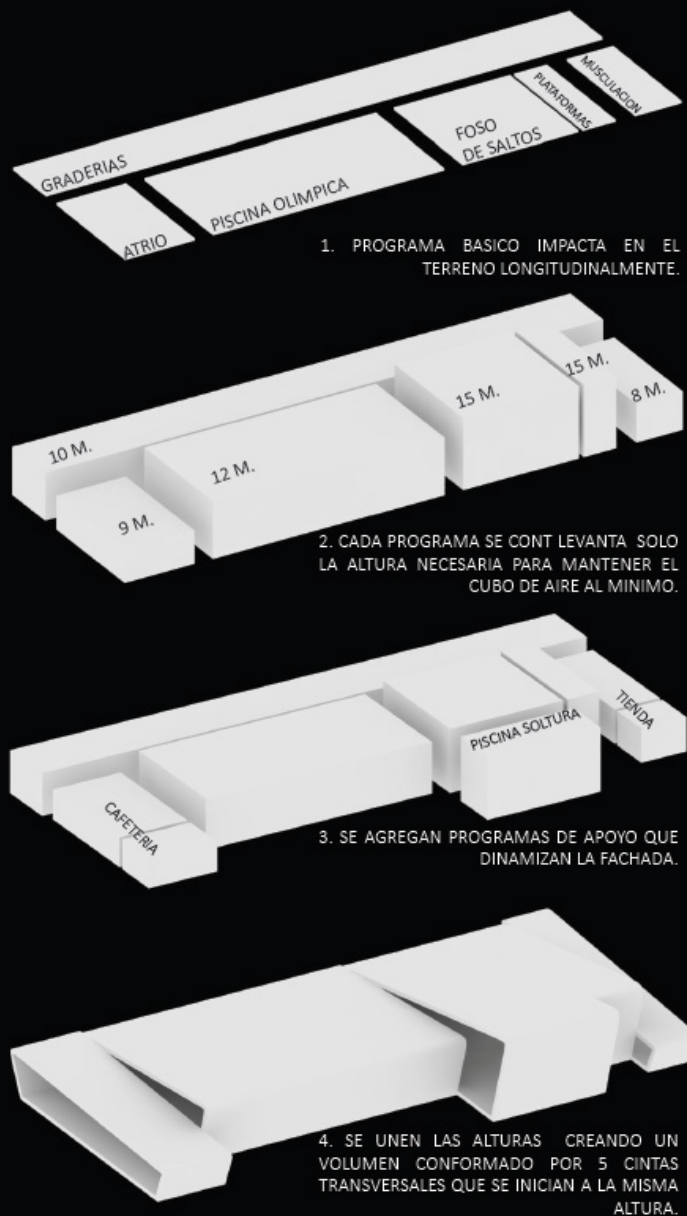 GRADERIAS
ATRIO
PISCINA OLIMPICA
FOSO
DE SALTOS
PLATAFORMAS
MUSCULACION
1. PROGRAMA BASICO IMPACTA EN EL
TERRENO LONGITUDINALMENTE.
10 M.
9 M.
12 M.
15 M.
15 M.
8 M.
2. CADA PROGRAMA SE CONT LEVANTA SOLO
LA ALTURA NECESARIA PARA MANTENER EL
CUBO DE AIRE AL MINIMO.
CAFETERIA
PISCINA SOLTURA
TIENDA
3. SE AGREGAN PROGRAMAS DE APOYO QUE
DINAMIZAN LA FACHADA.
4. SE UNEN LAS ALTURAS CREANDO UN
VOLUMEN CONFORMADO POR 5 CINTAS
TRANSVERSALES QUE SE INICIAN A LA MISMA
ALTURA.